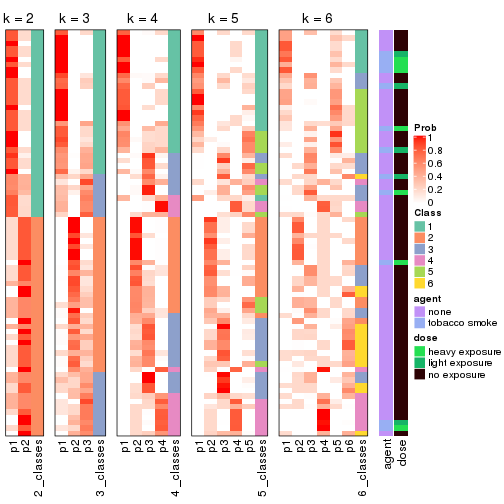 k = 2
k = 3
k = 4
k = 5
k = 6
Prob
1
0.8
0.6
0.4
0.2
0
Class
1
2
3
4
5
6
agent
none
tobacco smoke
dose
heavy exposure
light exposure
no exposure
p1
p2
2_classes
p1
p2
p3
3_classes
p1
p2
p3
p4
4_classes
p1
p2
p3
p4
p5
5_classes
p1
p2
p3
p4
p5
p6
6_classes
agent
dose